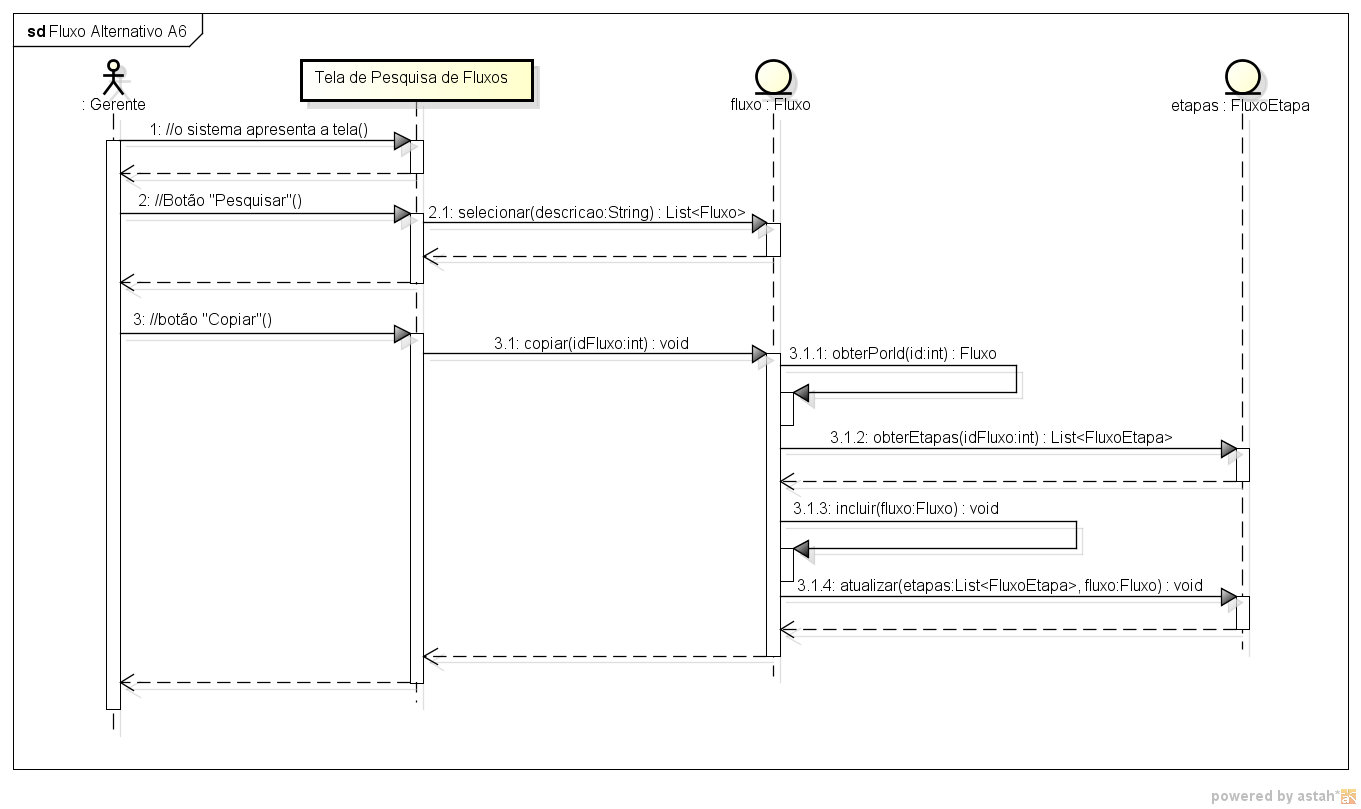 sd Fluxo Alternativo A6
Tela de Pesquisa de Fluxos
: Gerente
fluxo : Fluxo
etapas : FluxoEtapa
1: //o sistema apresenta a tela()
2: //Botão "Pesquisar"()
2.1: selecionar(descricao:String) : List<Fluxo>
3: //botão "Copiar"()
3.1: copiar(idFluxo:int) : void
3.1.1: obterPorId(id:int) : Fluxo
3.1.2: obterEtapas(idFluxo:int) : List<FluxoEtapa>
3.1.3: incluir(fluxo:Fluxo) : void
3.1.4: atualizar(etapas:List<FluxoEtapa>, fluxo:Fluxo) : void
powered by astah*